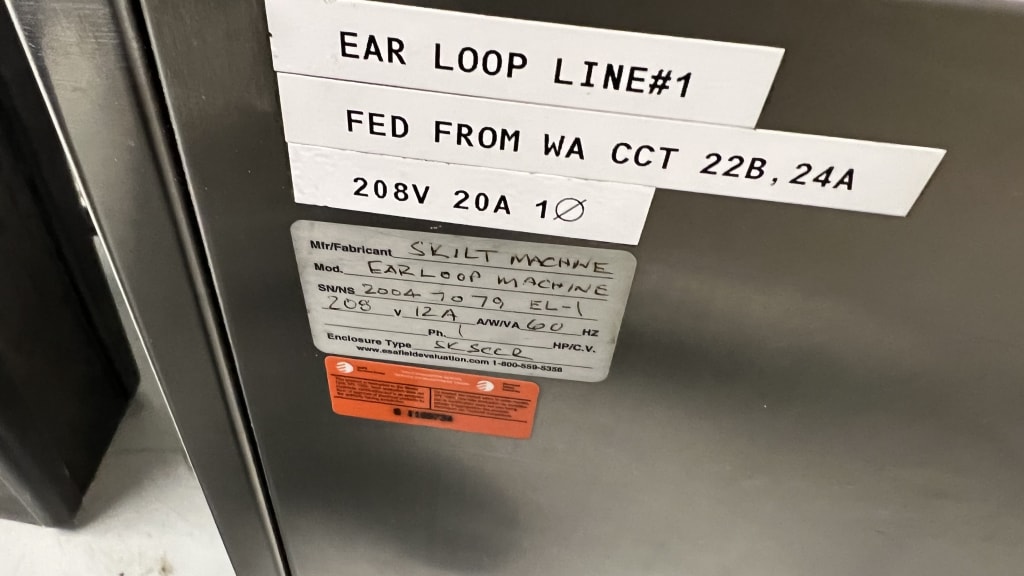 EAR LOOP LINE#1
FED FROM WA CCT 22B, 24A
208V 20A 1Ø
Mfr/Fabricant SKILT MACHINE
Mod. EARLOOP MACHINE
SN/NS 2004-7079 EL-1
208 V 12A A/W/VA 60 HZ
Ph. 1 HP/C.V.
Enclosure Type 5K SCCR
www.esafieldevaluation.com 1-800-559-5356